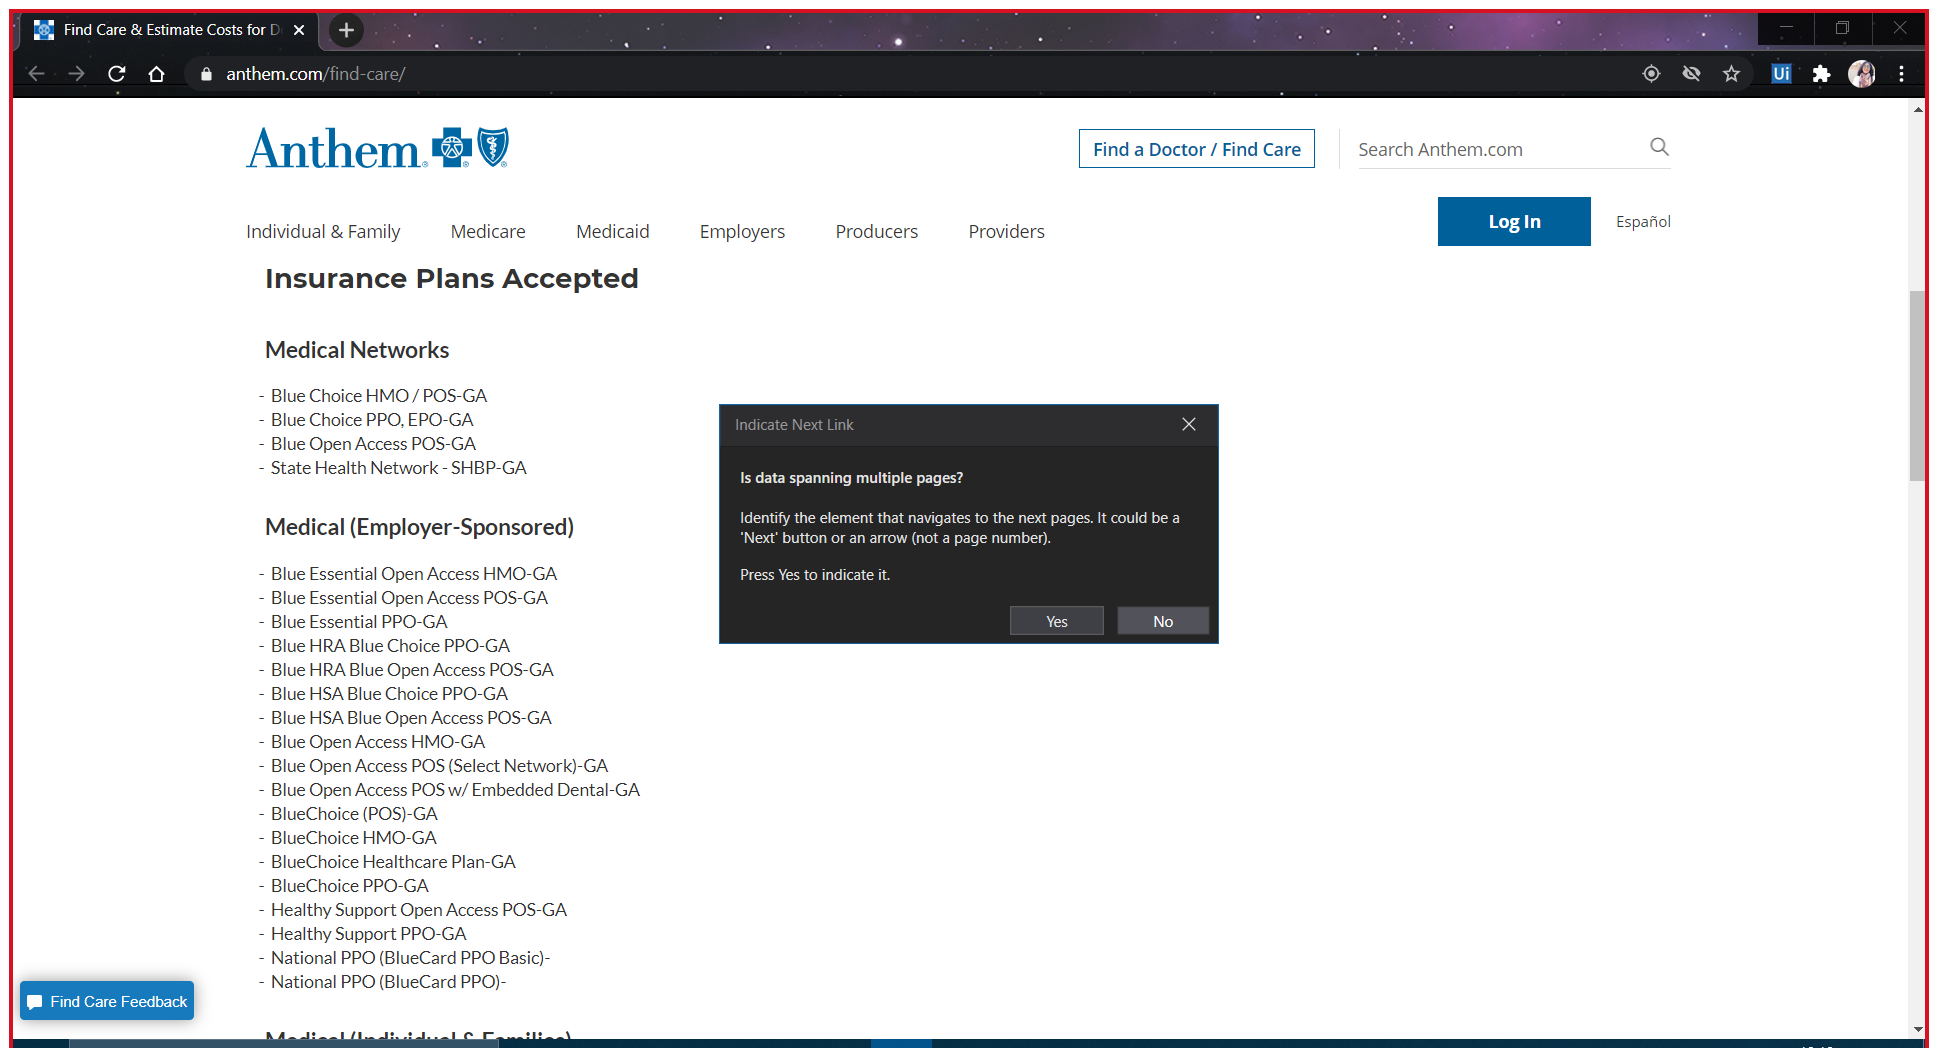 Find Care & Estimate Costs for D
anthem.com/find-care/
Ui
Anthem
Find a Doctor / Find Care
Search Anthem.com
Individual & Family
Medicare
Medicaid
Employers
Producers
Providers
Log In
Español
Insurance Plans Accepted
Medical Networks
- Blue Choice HMO / POS-GA
- Blue Choice PPO, EPO-GA
- Blue Open Access POS-GA
- State Health Network - SHBP-GA
Medical (Employer-Sponsored)
- Blue Essential Open Access HMO-GA
- Blue Essential Open Access POS-GA
- Blue Essential PPO-GA
- Blue HRA Blue Choice PPO-GA
- Blue HRA Blue Open Access POS-GA
- Blue HSA Blue Choice PPO-GA
- Blue HSA Blue Open Access POS-GA
- Blue Open Access HMO-GA
- Blue Open Access POS (Select Network)-GA
- Blue Open Access POS w/ Embedded Dental-GA
- BlueChoice (POS)-GA
- BlueChoice HMO-GA
- BlueChoice Healthcare Plan-GA
- BlueChoice PPO-GA
- Healthy Support Open Access POS-GA
- Healthy Support PPO-GA
- National PPO (BlueCard PPO Basic)-
- National PPO (BlueCard PPO)-
Medical (Individual & Families)
Indicate Next Link
Is data spanning multiple pages?
Identify the element that navigates to the next pages. It could be a
'Next' button or an arrow (not a page number).
Press Yes to indicate it.
Yes
No
Find Care Feedback